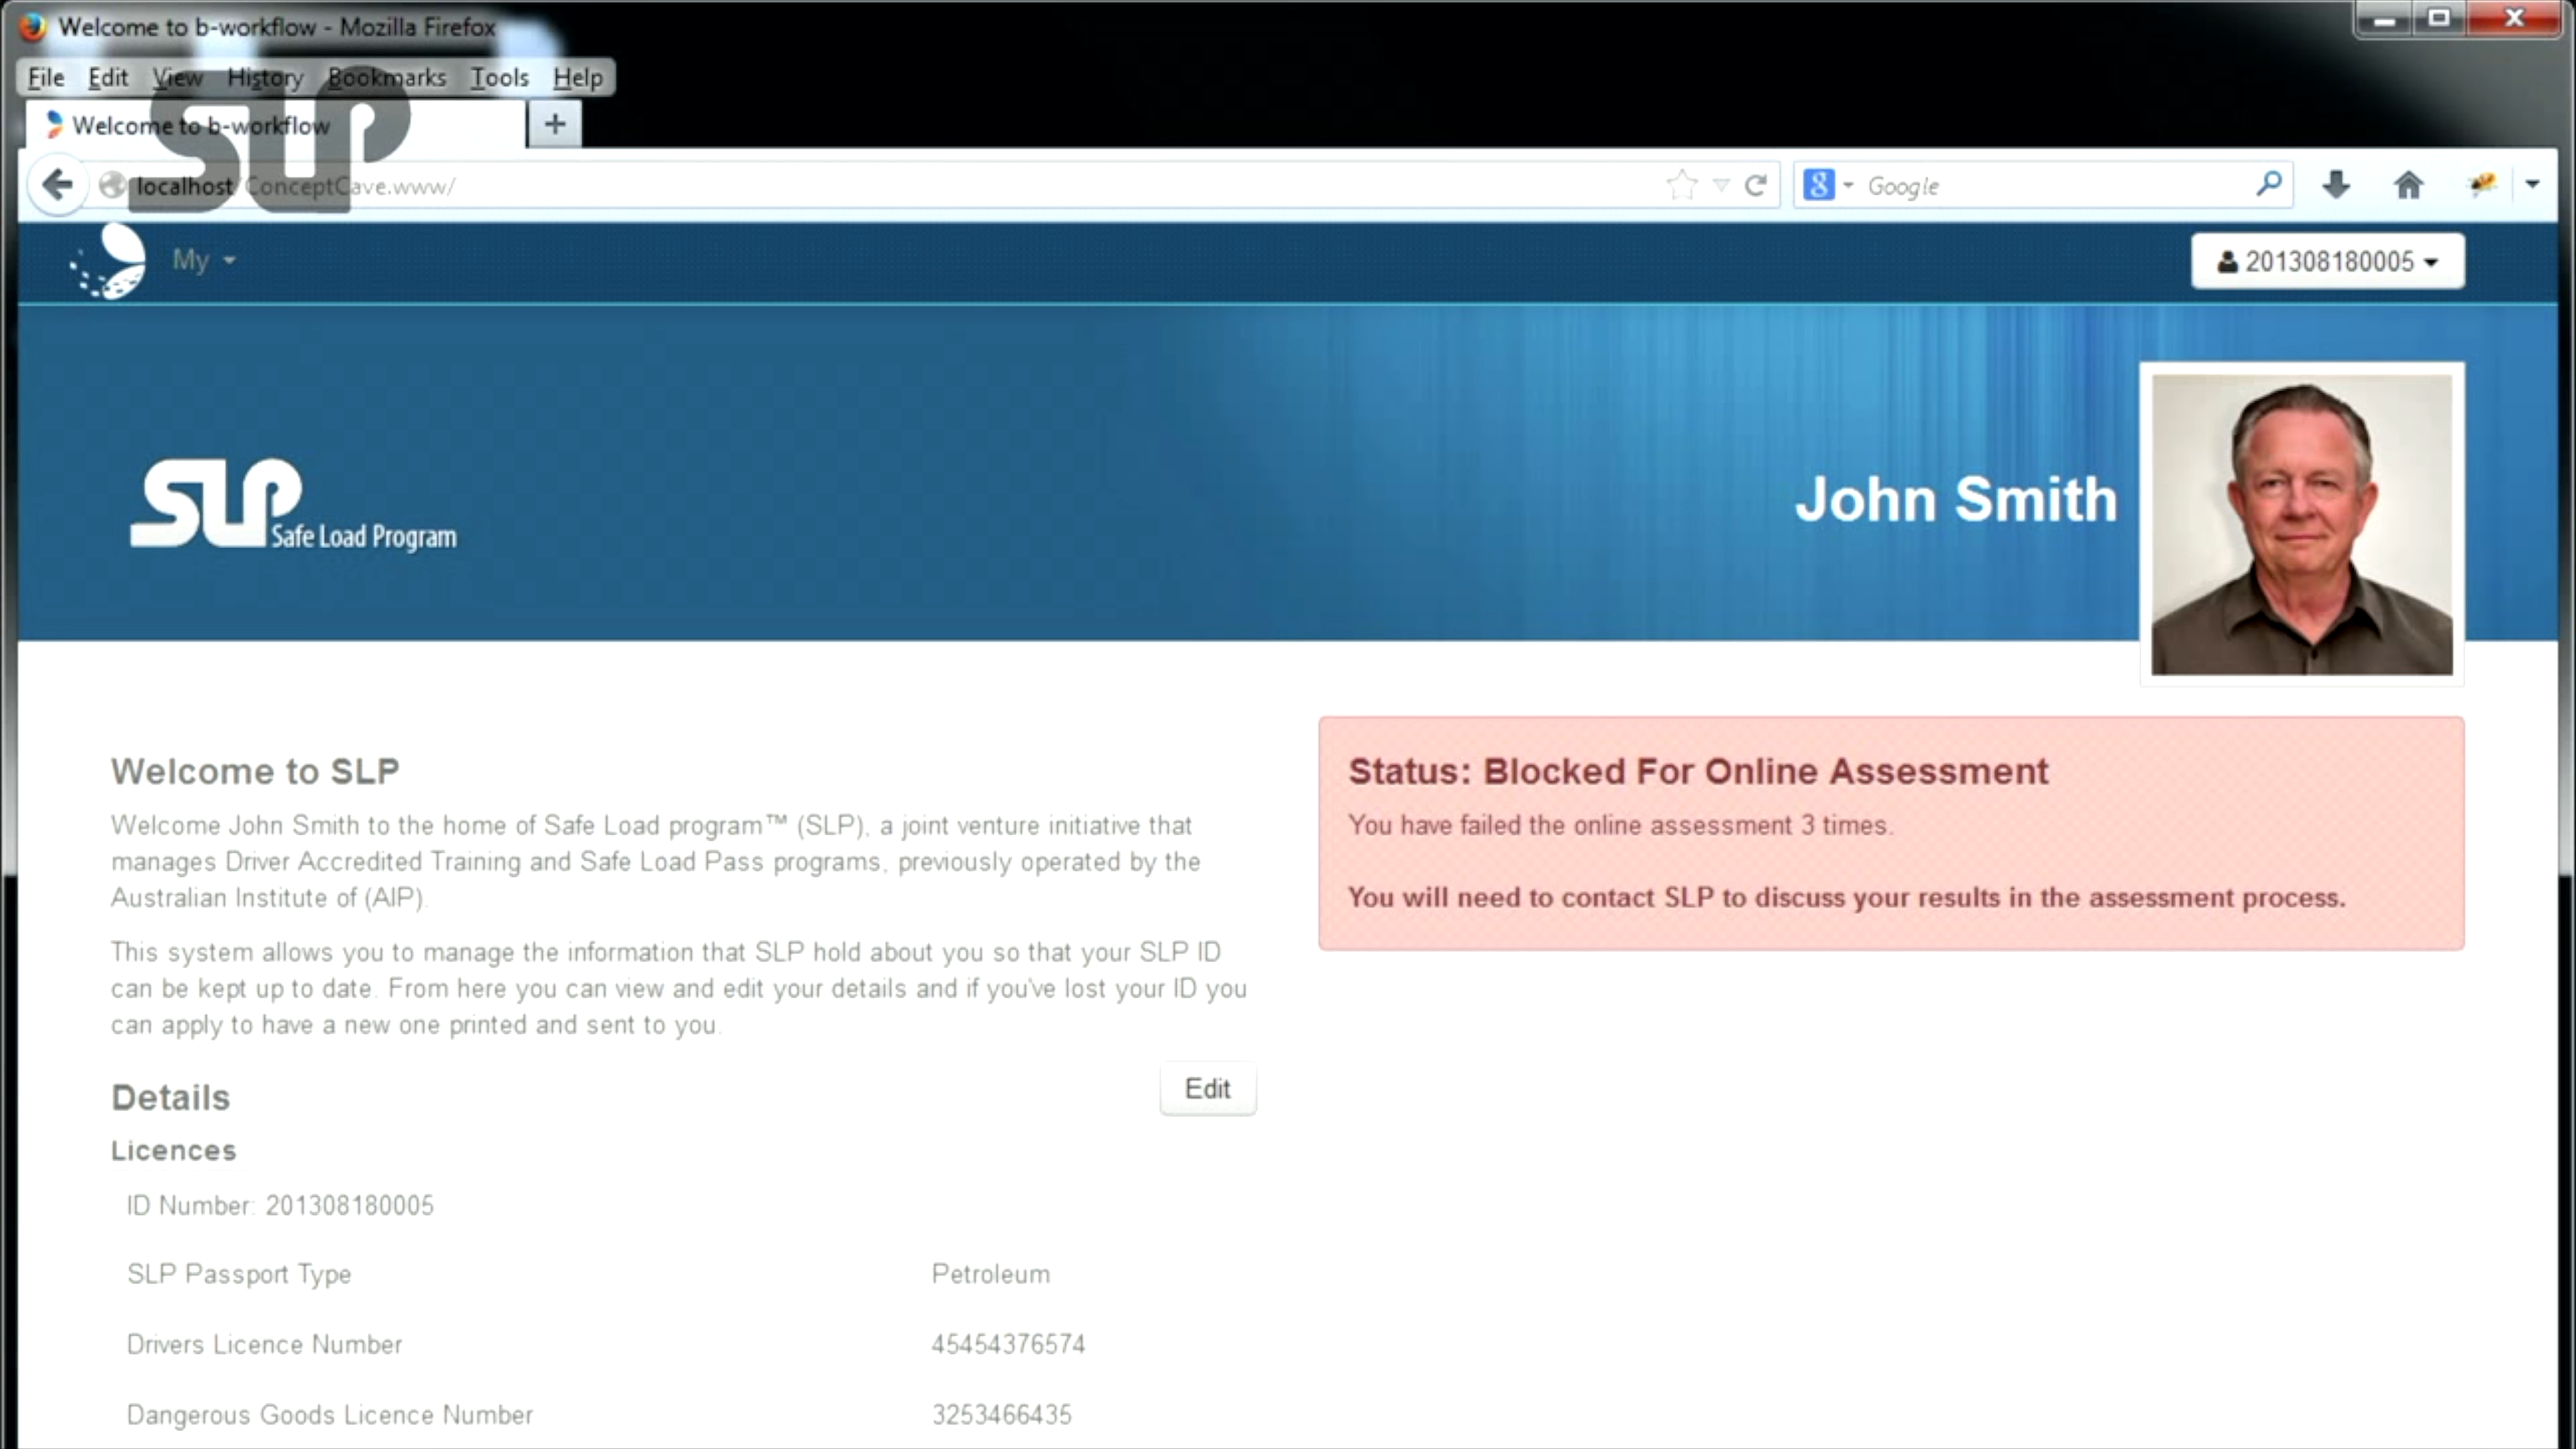 Welcome to b-workflow - Mozilla Firefox
File Edit View History Bookmarks Tools Help
Welcome to b-workflow
SLP
localhost/ConceptCave.www/
Google
My
201308180005
SLP
Safe Load Program
John Smith
Welcome to SLP
Welcome John Smith to the home of Safe Load program™ (SLP), a joint venture initiative that
manages Driver Accredited Training and Safe Load Pass programs, previously operated by the
Australian Institute of (AIP).
This system allows you to manage the information that SLP hold about you so that your SLP ID
can be kept up to date. From here you can view and edit your details and if you've lost your ID you
can apply to have a new one printed and sent to you.
Status: Blocked For Online Assessment
You have failed the online assessment 3 times.
You will need to contact SLP to discuss your results in the assessment process.
Details
Edit
Licences
ID Number: 201308180005
SLP Passport Type Petroleum
Drivers Licence Number 45454376574
Dangerous Goods Licence Number 3253466435